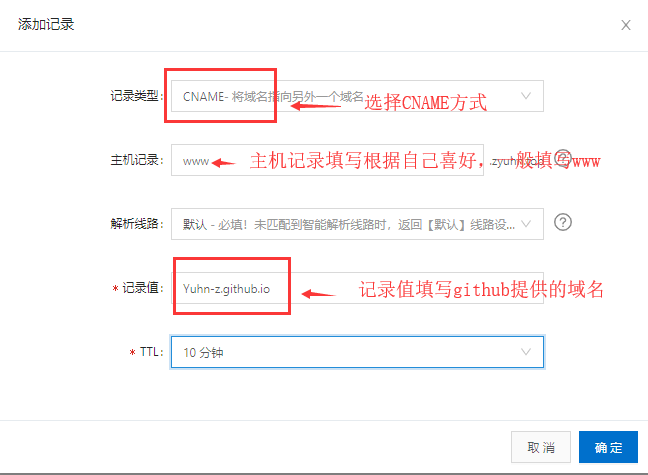 添加记录
记录类型: CNAME- 将域名指向另外一个域名 选择CNAME方式
主机记录: www 主机记录填写根据自己喜好，一般填写www
解析线路: 默认 - 必填！未匹配到智能解析线路时，返回【默认】线路设...
* 记录值: Yuhn-z.github.io 记录值填写github提供的域名
* TTL: 10 分钟
取 消 确 定